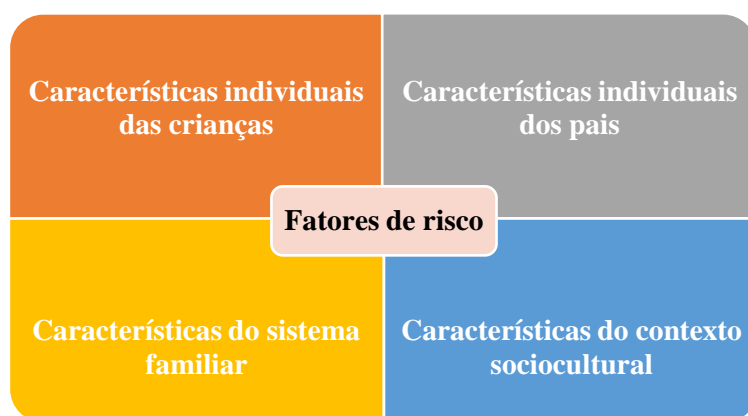 Características individuais
das crianças
Características individuais
dos pais
Fatores de risco
Características do sistema
familiar
Características do contexto
sociocultural